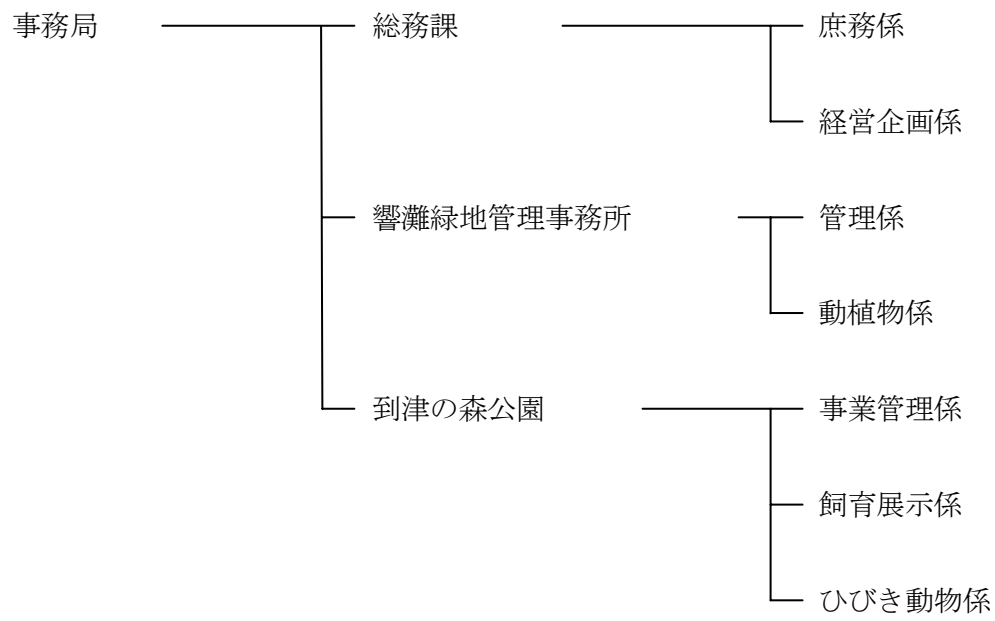 事務局 総務課 庶務係
経営企画係
響灘緑地管理事務所 管理係
動植物係
到津の森公園 事業管理係
飼育展示係
ひびき動物係